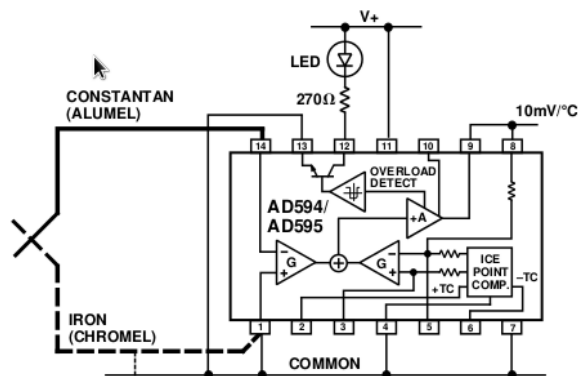 V+
LED
270Ω
CONSTANTAN
(ALUMEL)
10mV/°C
14
13
12
11
10
9
8
OVERLOAD
DETECT
AD594/
AD595
+A
–
G
+
–
G
+
ICE
POINT
COMP.
–TC
+TC
IRON
(CHROMEL)
1
2
3
4
5
6
7
COMMON